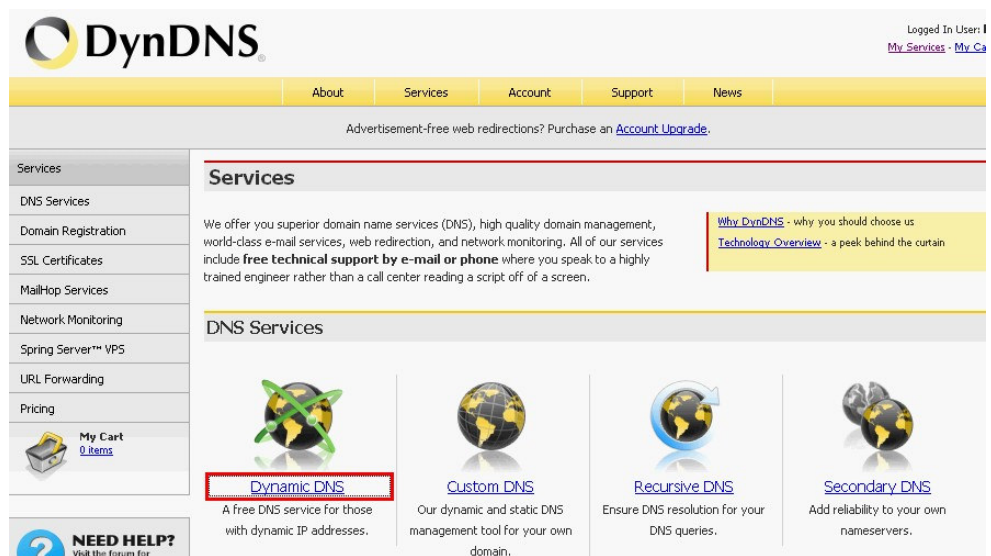 DynDNS
Logged In User:
My Services - My Ca
About Services Account Support News
Advertisement-free web redirections? Purchase an Account Upgrade.
Services
DNS Services
Domain Registration
SSL Certificates
MailHop Services
Network Monitoring
Spring Server™ VPS
URL Forwarding
Pricing
My Cart
0 items
NEED HELP?
Visit the forum for
Services
We offer you superior domain name services (DNS), high quality domain management,
world-class e-mail services, web redirection, and network monitoring. All of our services
include free technical support by e-mail or phone where you speak to a highly
trained engineer rather than a call center reading a script off of a screen.
Why DynDNS - why you should choose us
Technology Overview - a peek behind the curtain
DNS Services
Dynamic DNS
A free DNS service for those
with dynamic IP addresses.
Custom DNS
Our dynamic and static DNS
management tool for your own
domain.
Recursive DNS
Ensure DNS resolution for your
DNS queries.
Secondary DNS
Add reliability to your own
nameservers.